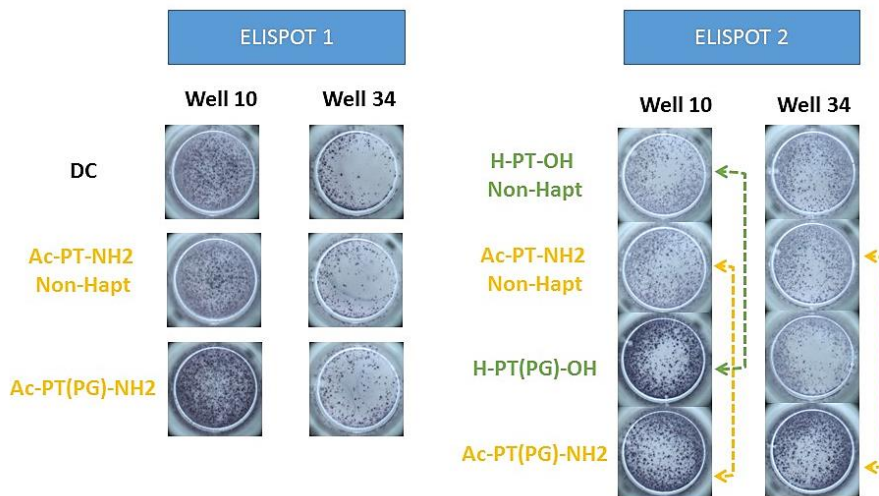 ELISPOT 1
Well 10
Well 34
DC
Ac-PT-NH2
Non-Hapt
Ac-PT(PG)-NH2
ELISPOT 2
Well 10
Well 34
H-PT-OH
Non-Hapt
Ac-PT-NH2
Non-Hapt
H-PT(PG)-OH
Ac-PT(PG)-NH2